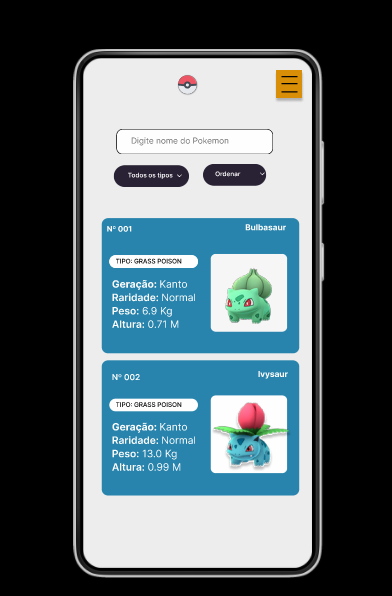 Digite nome do Pokemon
Todos os tipos
Ordenar
Nº 001
Bulbasaur
TIPO: GRASS POISON
Geração: Kanto
Raridade: Normal
Peso: 6.9 Kg
Altura: 0.71 M
Nº 002
Ivysaur
TIPO: GRASS POISON
Geração: Kanto
Raridade: Normal
Peso: 13.0 Kg
Altura: 0.99 M